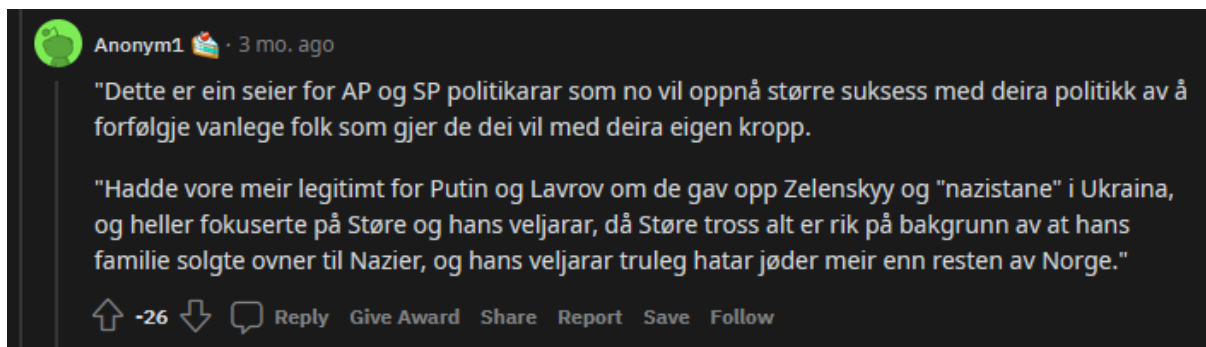 Anonym1 🍰 · 3 mo. ago
"Dette er ein seier for AP og SP politikarar som no vil oppnå større suksess med deira politikk av å
forfølgje vanlege folk som gjer de dei vil med deira eigen kropp.
"Hadde vore meir legitimt for Putin og Lavrov om de gav opp Zelenskyy og "nazistane" i Ukraina,
og heller fokuserte på Støre og hans veljarar, då Støre tross alt er rik på bakgrunn av at hans
familie solgte ovner til Nazier, og hans veljarar truleg hatar jøder meir enn resten av Norge."
-26 Reply Give Award Share Report Save Follow